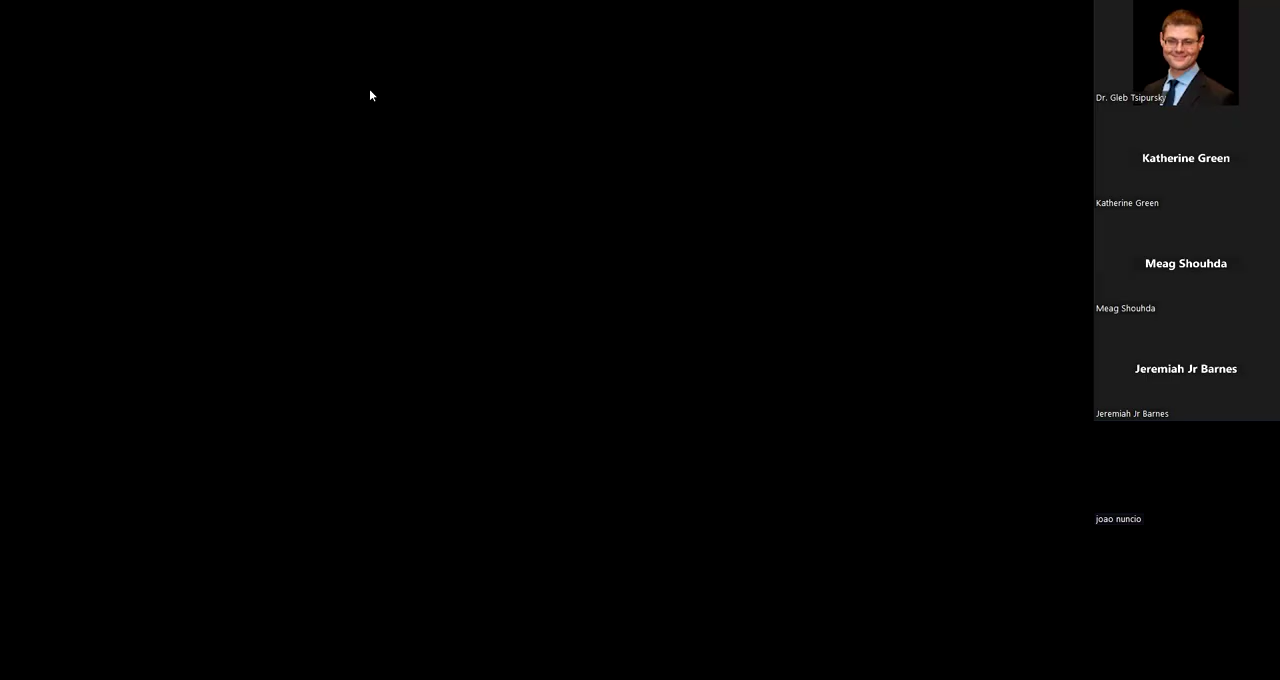 Dr. Gleb Tsipursky
Katherine Green
Katherine Green
Meag Shouhda
Meag Shouhda
Jeremiah Jr Barnes
Jeremiah Jr Barnes
joao nuncio